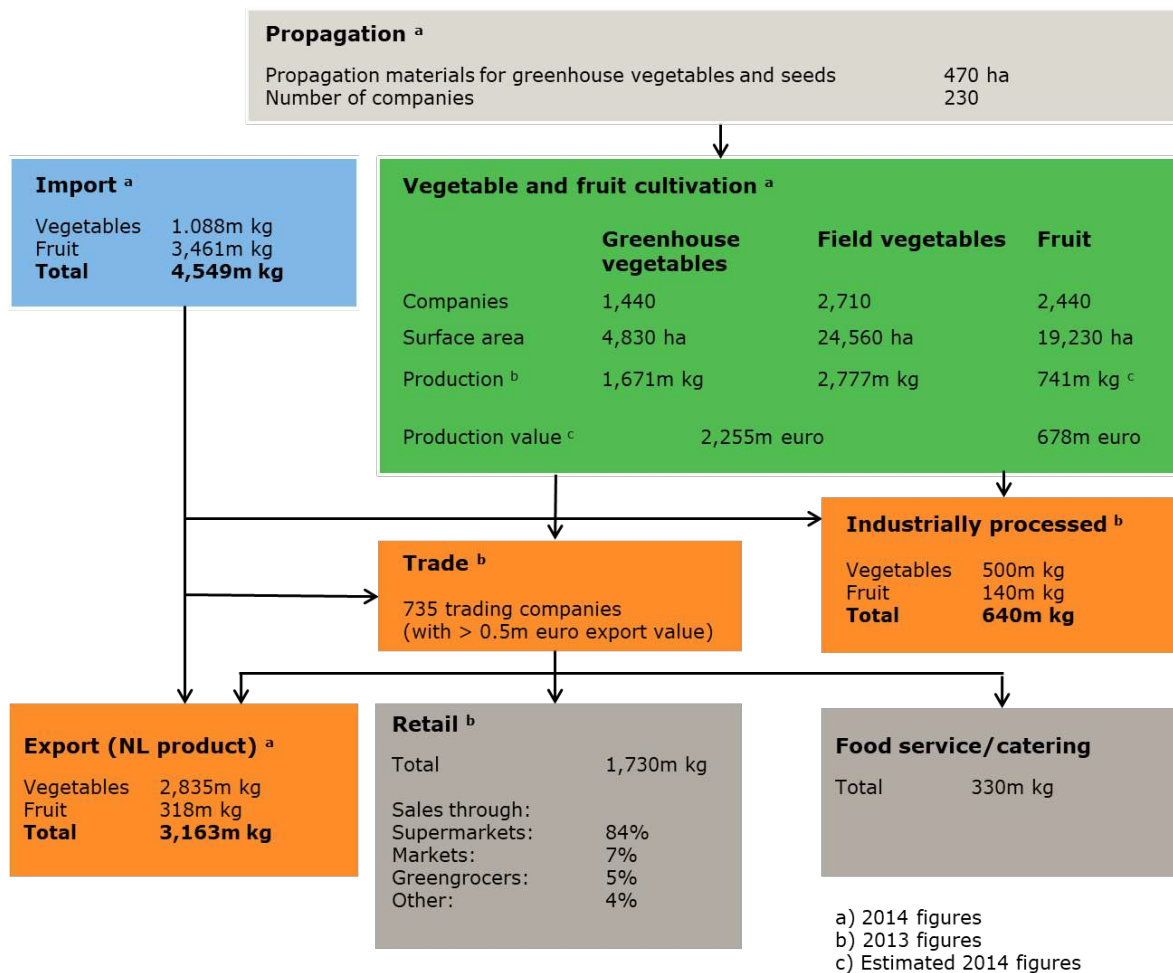 Propagation a
Propagation materials for greenhouse vegetables and seeds 470 ha
Number of companies 230
Import a
Vegetables 1.088m kg
Fruit 3,461m kg
Total 4,549m kg
Vegetable and fruit cultivation a
Greenhouse vegetables Field vegetables Fruit
Companies 1,440 2,710 2,440
Surface area 4,830 ha 24,560 ha 19,230 ha
Production b 1,671m kg 2,777m kg 741m kg c
Production value c 2,255m euro 678m euro
Industrially processed b
Vegetables 500m kg
Fruit 140m kg
Total 640m kg
Trade b
735 trading companies
(with > 0.5m euro export value)
Export (NL product) a
Vegetables 2,835m kg
Fruit 318m kg
Total 3,163m kg
Retail b
Total 1,730m kg
Sales through:
Supermarkets: 84%
Markets: 7%
Greengrocers: 5%
Other: 4%
Food service/catering
Total 330m kg
a) 2014 figures
b) 2013 figures
c) Estimated 2014 figures